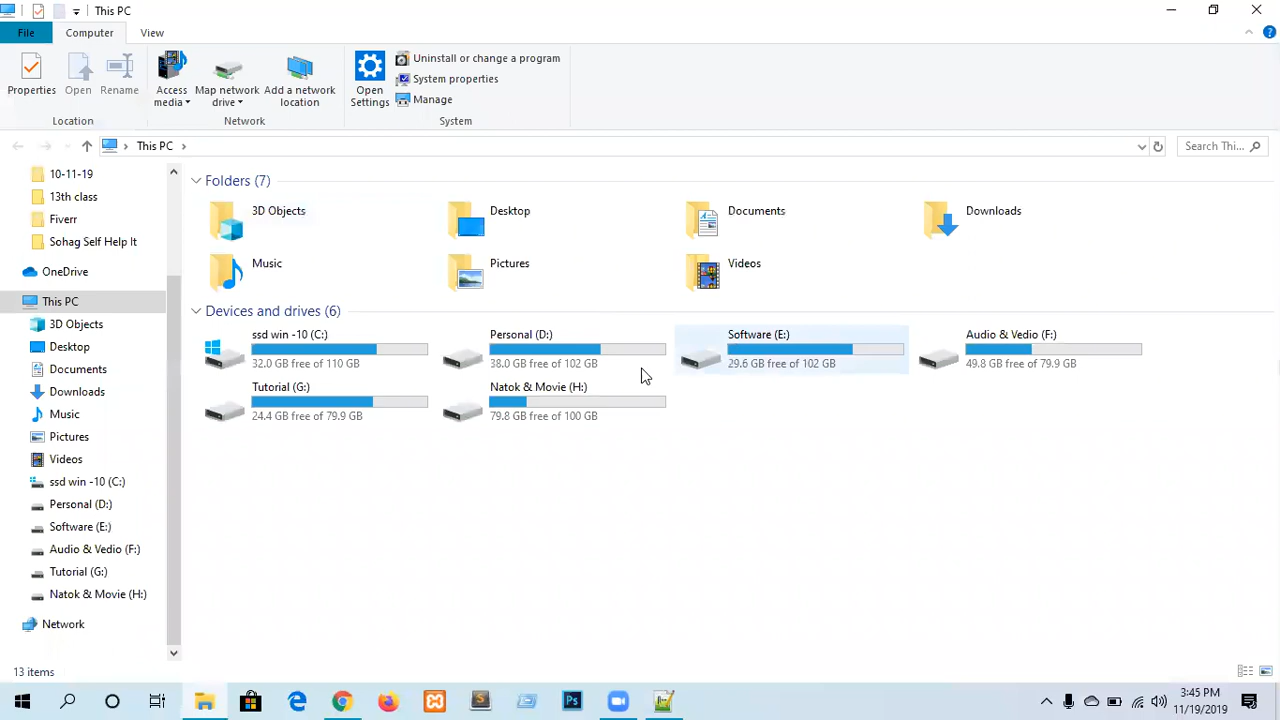 This PC
File
Computer
View
Properties
Open
Rename
Access media
Map network drive
Add a network location
Open Settings
Uninstall or change a program
System properties
Manage
Location
Network
System
This PC
Search Thi...
10-11-19
13th class
Fiverr
Sohag Self Help It
OneDrive
This PC
3D Objects
Desktop
Documents
Downloads
Music
Pictures
Videos
ssd win -10 (C:)
Personal (D:)
Software (E:)
Audio & Vedio (F:)
Tutorial (G:)
Natok & Movie (H:)
Network
Folders (7)
3D Objects
Desktop
Documents
Downloads
Music
Pictures
Videos
Devices and drives (6)
ssd win -10 (C:)
32.0 GB free of 110 GB
Personal (D:)
38.0 GB free of 102 GB
Software (E:)
29.6 GB free of 102 GB
Audio & Vedio (F:)
49.8 GB free of 79.9 GB
Tutorial (G:)
24.4 GB free of 79.9 GB
Natok & Movie (H:)
79.8 GB free of 100 GB
13 items
Ps
3:45 PM
11/19/2019